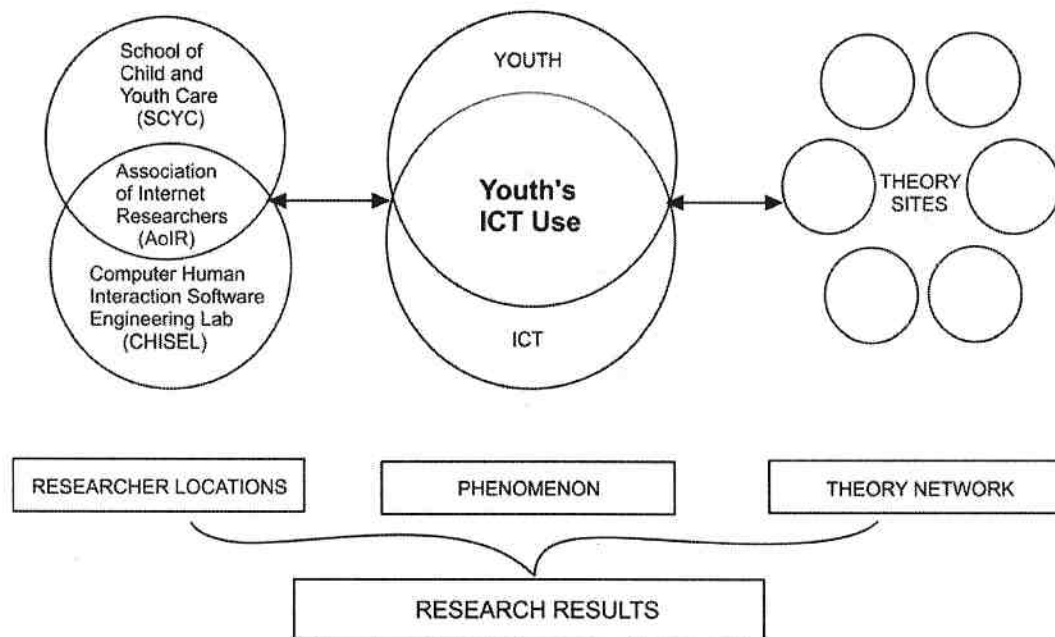 School of
Child and
Youth Care
(SCYC)
Association
of Internet
Researchers
(AoIR)
Computer Human
Interaction Software
Engineering Lab
(CHISEL)
YOUTH
Youth's
ICT Use
ICT
THEORY
SITES
RESEARCHER LOCATIONS
PHENOMENON
THEORY NETWORK
RESEARCH RESULTS